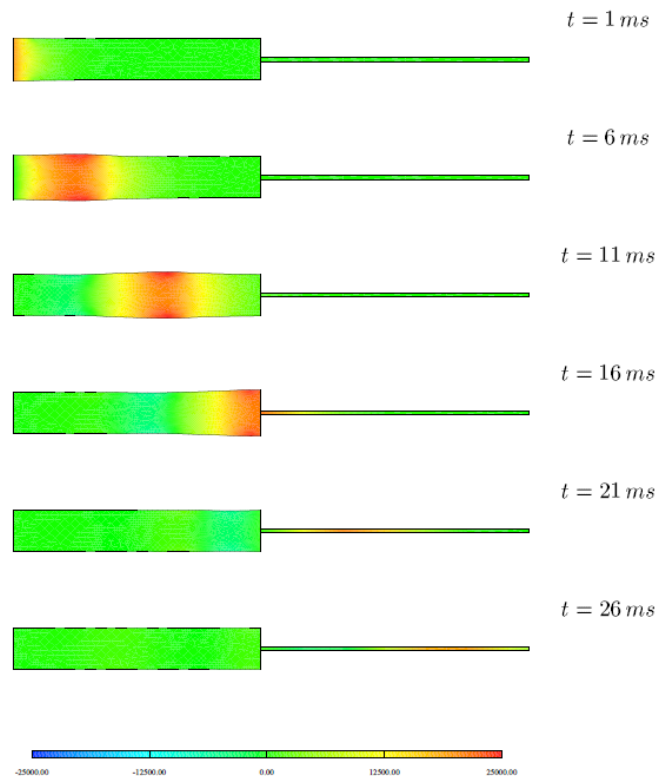 t = 1 ms
t = 6 ms
t = 11 ms
t = 16 ms
t = 21 ms
t = 26 ms
-25000.00 -12500.00 0.00 12500.00 25000.00